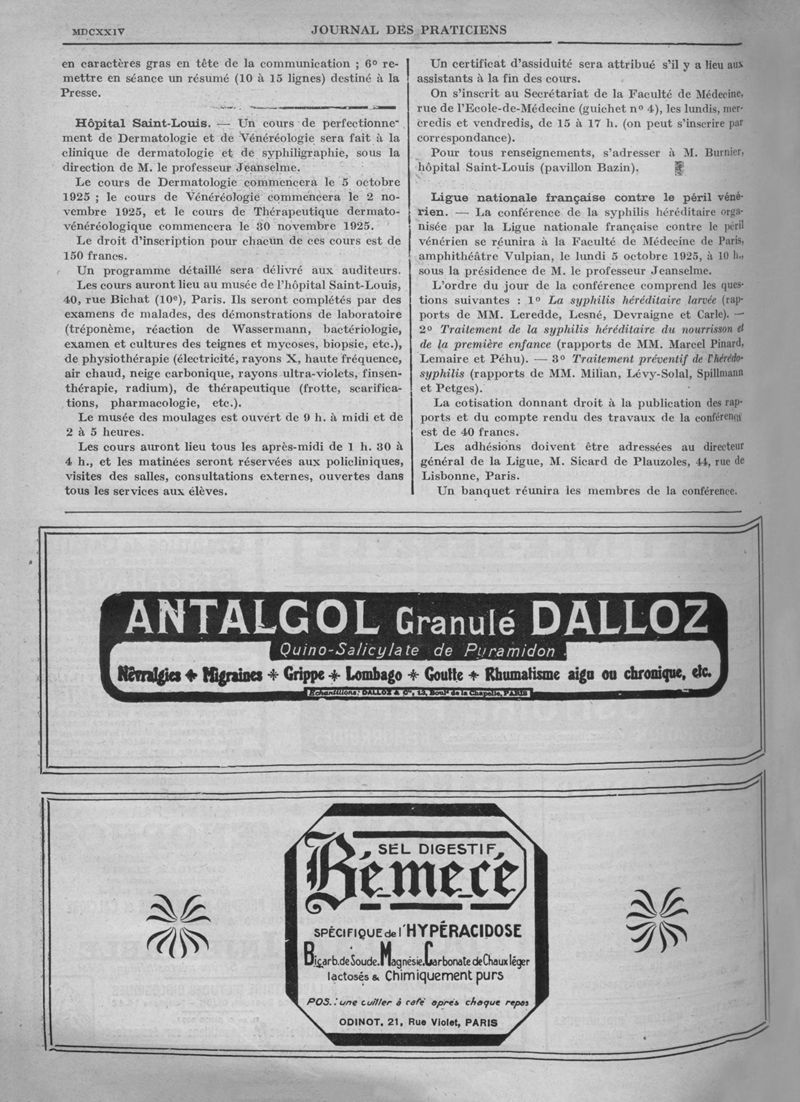 MDCXXIV
JOURNAL DES PRATICIENS
en caractères gras en tête de la communication ; 6º re-
mettre en séance un résumé (10 à 15 lignes) destiné à la
Presse.
Hôpital Saint-Louis. — Un cours de perfectionne-
ment de Dermatologie et de Vénéréologie sera fait à la
clinique de dermatologie et de syphiligraphie, sous la
direction de M. le professeur Jeanselme.
Le cours de Dermatologie commencera le 5 octobre
1925 ; le cours de Vénéréologie commencera le 2 no-
vembre 1925, et le cours de Thérapeutique dermato-
vénéréologique commencera le 30 novembre 1925.
Le droit d'inscription pour chacun de ces cours est de
150 francs.
Un programme détaillé sera délivré aux auditeurs.
Les cours auront lieu au musée de l'hôpital Saint-Louis,
40, rue Bichat (10e), Paris. Ils seront complétés par des
examens de malades, des démonstrations de laboratoire
(tréponème, réaction de Wassermann, bactériologie,
examen et cultures des teignes et mycoses, biopsie, etc.),
de physiothérapie (électricité, rayons X, haute fréquence,
air chaud, neige carbonique, rayons ultra-violets, finsen-
thérapie, radium), de thérapeutique (frotte, scarifica-
tions, pharmacologie, etc.).
Le musée des moulages est ouvert de 9 h. à midi et de
2 à 5 heures.
Les cours auront lieu tous les après-midi de 1 h. 30 à
4 h., et les matinées seront réservées aux policliniques,
visites des salles, consultations externes, ouvertes dans
tous les services aux élèves.
Un certificat d'assiduité sera attribué s'il y a lieu aux
assistants à la fin des cours.
On s'inscrit au Secrétariat de la Faculté de Médecine,
rue de l'Ecole-de-Médecine (guichet nº 4), les lundis, mer-
credis et vendredis, de 15 à 17 h. (on peut s'inscrire par
correspondance).
Pour tous renseignements, s'adresser à M. Burnier,
hôpital Saint-Louis (pavillon Bazin).
Ligue nationale française contre le péril véné-
rien. — La conférence de la syphilis héréditaire orga-
nisée par la Ligue nationale française contre le péril
vénérien se réunira à la Faculté de Médecine de Paris,
amphithéâtre Vulpian, le lundi 5 octobre 1925, à 10 h.,
sous la présidence de M. le professeur Jeanselme.
L'ordre du jour de la conférence comprend les ques-
tions suivantes : 1º La syphilis héréditaire larvée (rap-
ports de MM. Leredde, Lesné, Devraigne et Carle). —
2º Traitement de la syphilis héréditaire du nourrisson et
de la première enfance (rapports de MM. Marcel Pinard,
Lemaire et Péhu). — 3º Traitement préventif de l'hérédo-
syphilis (rapports de MM. Milian, Lévy-Solal, Spillmann
et Petges).
La cotisation donnant droit à la publication des rap-
ports et du compte rendu des travaux de la conférence
est de 40 francs.
Les adhésions doivent être adressées au directeur
général de la Ligue, M. Sicard de Plauzoles, 44, rue de
Lisbonne, Paris.
Un banquet réunira les membres de la conférence.
ANTALGOL Granulé DALLOZ
Quino-Salicylate de Pyramidon.
Névralgies Migraines Grippe Lombago Goutte Rhumatisme aigu ou chronique, etc.
Échantillons: DALLOZ & Cie, 13, Boulᵈ de la Chapelle, PARIS
SEL DIGESTIF
Bé-me-cé
SPÉCIFIQUE de l'HYPÉRACIDOSE
Bicarb. de Soude. Magnésie. Carbonate de Chaux léger
lactosés & Chimiquement purs
POS. : une cuiller à café après chaque repas
ODINOT, 21, Rue Violet, PARIS